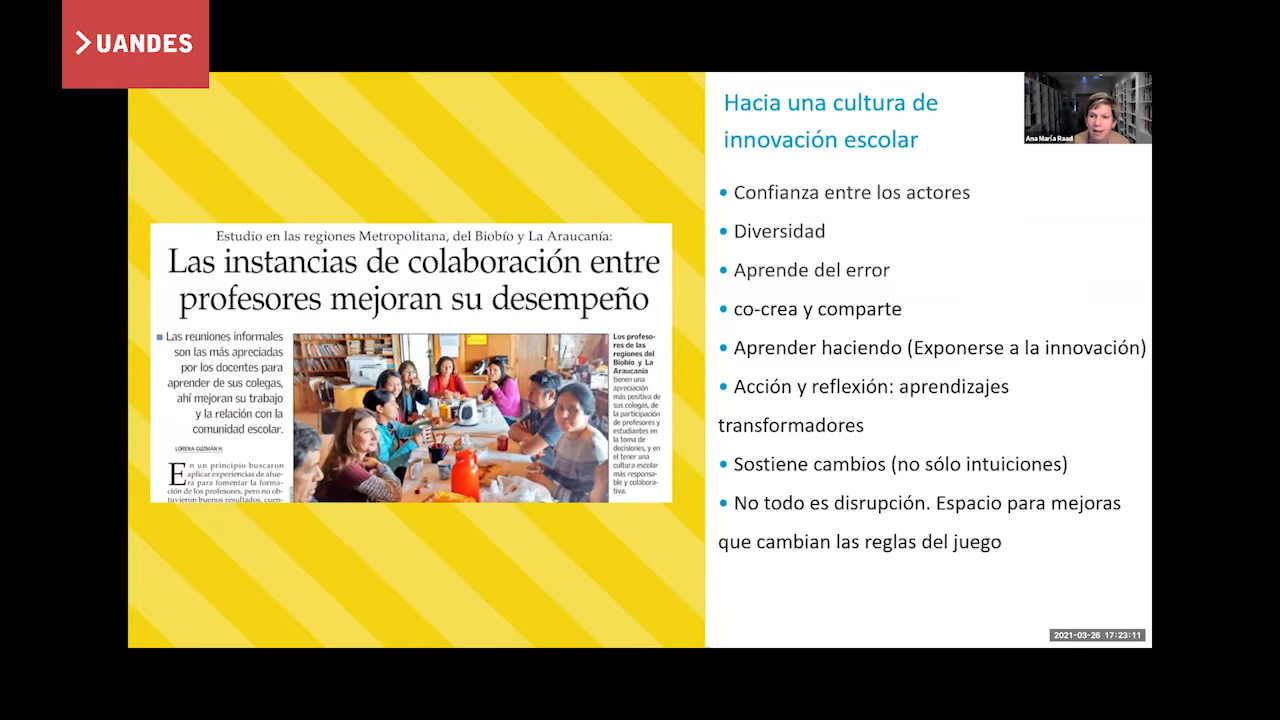 UANDES
Estudio en las regiones Metropolitana, del Biobío y La Araucanía:
Las instancias de colaboración entre
profesores mejoran su desempeño
Las reuniones informales
son las más apreciadas
por los docentes para
aprender de sus colegas,
ahí mejoran su trabajo
y la relación con la
comunidad escolar.
LORENA GUZMÁN H.
En un principio buscaron
aplicar experiencias de afue-
ra para fomentar la forma-
ción de los profesores, pero no ob-
tuvieron buenos resultados, cuen-
Los profeso-
res de las
regiones del
Biobío y La
Araucanía
tienen una
apreciación
más positiva de
sus colegas, de
la participación
de profesores y
estudiantes en
la toma de
decisiones, y en
el tener una
cultura escolar
más responsa-
ble y colabora-
tiva.
Hacia una cultura de
innovación escolar
• Confianza entre los actores
• Diversidad
• Aprende del error
• co-crea y comparte
• Aprender haciendo (Exponerse a la innovación)
• Acción y reflexión: aprendizajes
transformadores
• Sostiene cambios (no sólo intuiciones)
• No todo es disrupción. Espacio para mejoras
que cambian las reglas del juego
Ana María Raad
2021-03-26 17:23:11